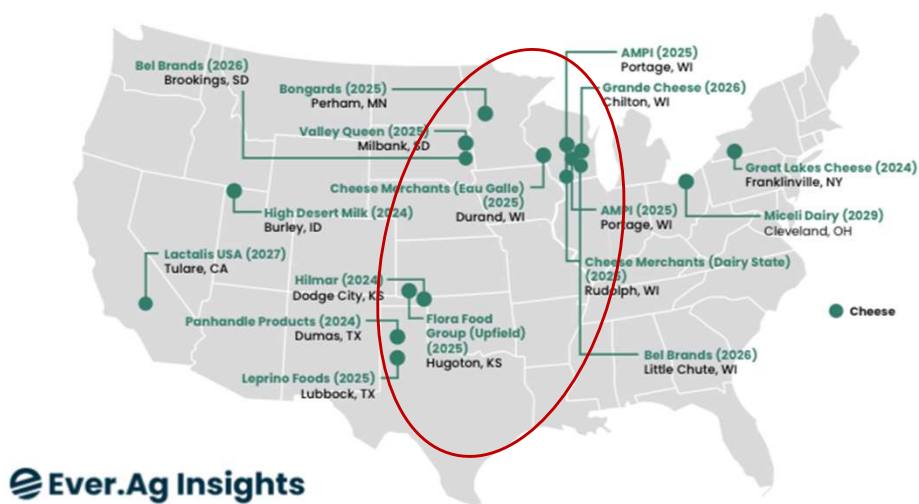 Bel Brands (2026)
Brookings, SD
Bongards (2025)
Perham, MN
Valley Queen (2025)
Milbank, SD
Cheese Merchants (Eau Galle)
(2025)
Durand, WI
High Desert Milk (2024)
Burley, ID
Lactalis USA (2027)
Tulare, CA
Hilmar (2024)
Dodge City, KS
Panhandle Products (2024)
Dumas, TX
Flora Food
Group (Upfield)
(2025)
Hugoton, KS
Leprino Foods (2025)
Lubbock, TX
AMPI (2025)
Portage, WI
Grande Cheese (2026)
Chilton, WI
Great Lakes Cheese (2024)
Franklinville, NY
AMPI (2025)
Portage, WI
Miceli Dairy (2029)
Cleveland, OH
Cheese Merchants (Dairy State)
(2025)
Rudolph, WI
Bel Brands (2026)
Little Chute, WI
Cheese
Ever.Ag Insights